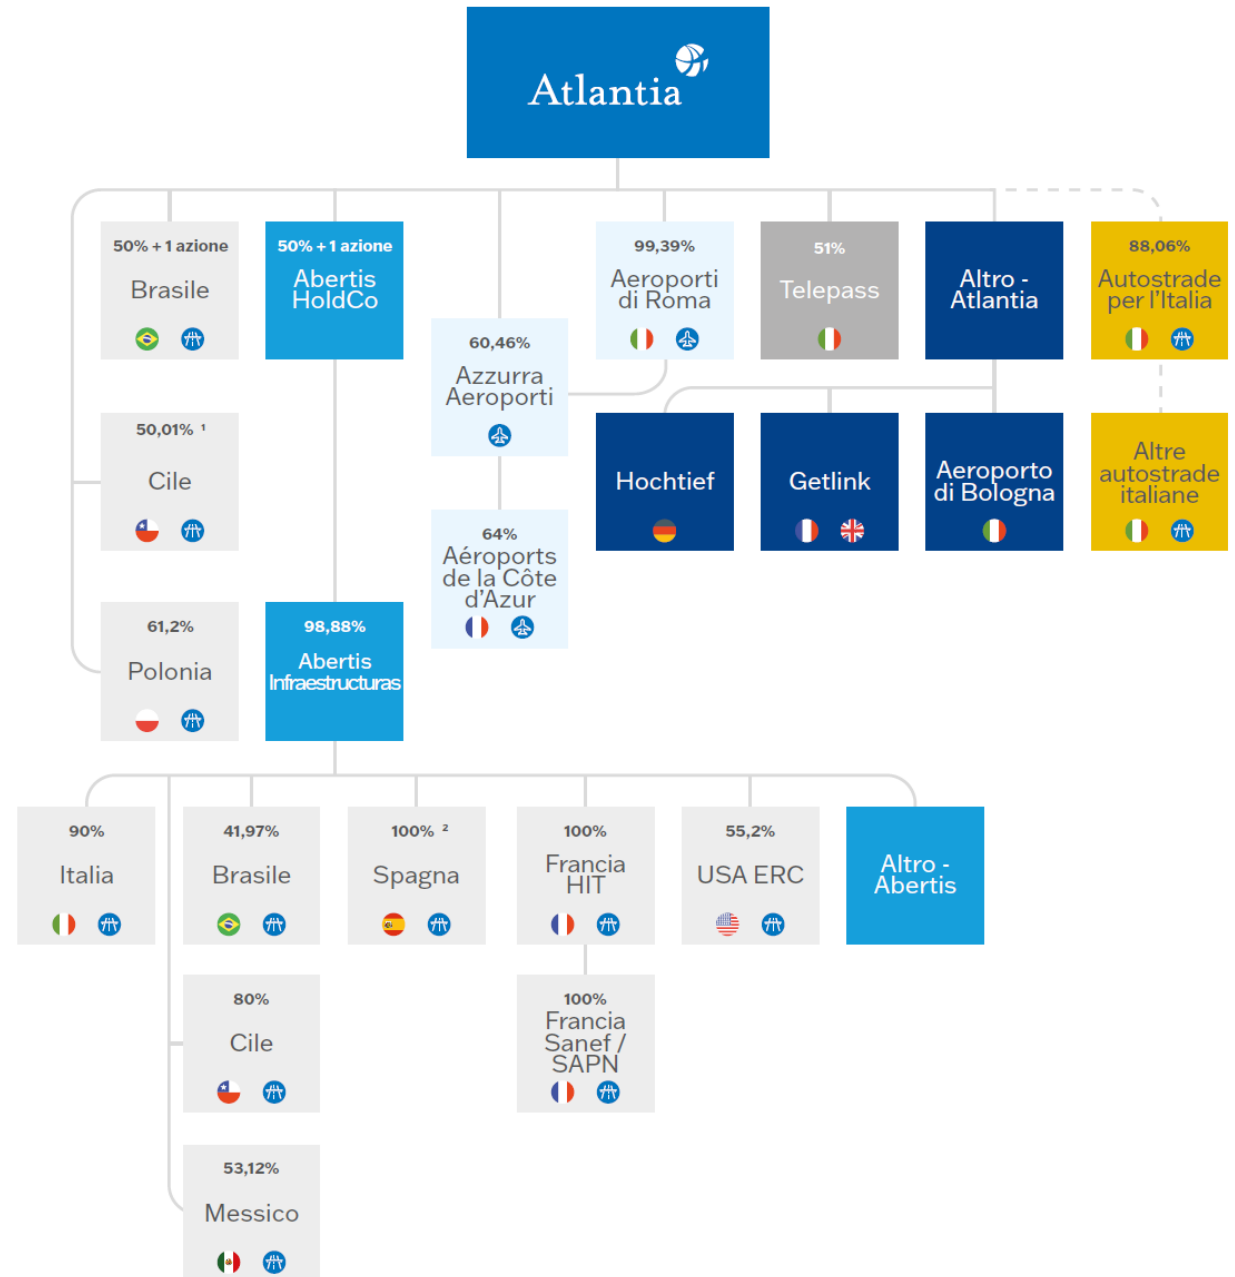 Atlantia
50% + 1 azione
Brasile
50% + 1 azione
Abertis
HoldCo
60,46%
Azzurra
Aeroporti
99,39%
Aeroporti
di Roma
51%
Telepass
Altro -
Atlantia
88,06%
Autostrade
per l'Italia
50,01% 1
Cile
64%
Aéroports
de la Côte
d'Azur
Hochtief
Getlink
Aeroporto
di Bologna
Altre
autostrade
italiane
61,2%
Polonia
98,88%
Abertis
Infraestructuras
90%
Italia
41,97%
Brasile
100% 2
Spagna
100%
Francia
HIT
55,2%
USA ERC
Altro -
Abertis
80%
Cile
100%
Francia
Sanef /
SAPN
53,12%
Messico